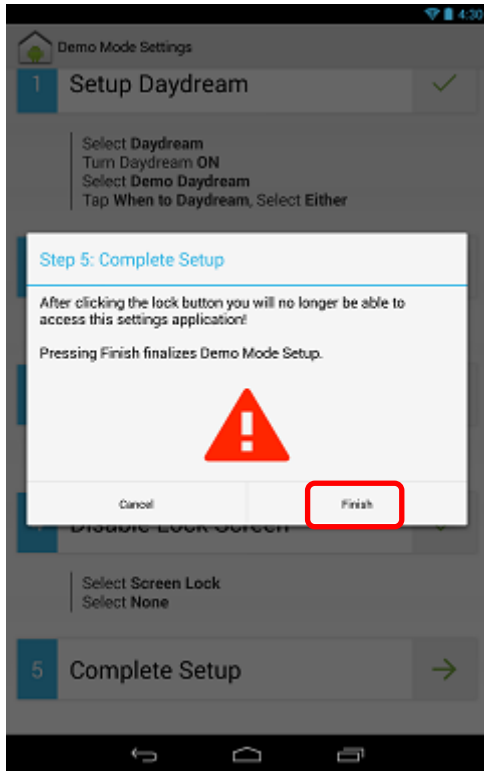 4:30
Demo Mode Settings
1 Setup Daydream
Select Daydream
Turn Daydream ON
Select Demo Daydream
Tap When to Daydream, Select Either
Step 5: Complete Setup
After clicking the lock button you will no longer be able to
access this settings application!
Pressing Finish finalizes Demo Mode Setup.
Cancel Finish
Disable Lock Screen
Select Screen Lock
Select None
5 Complete Setup